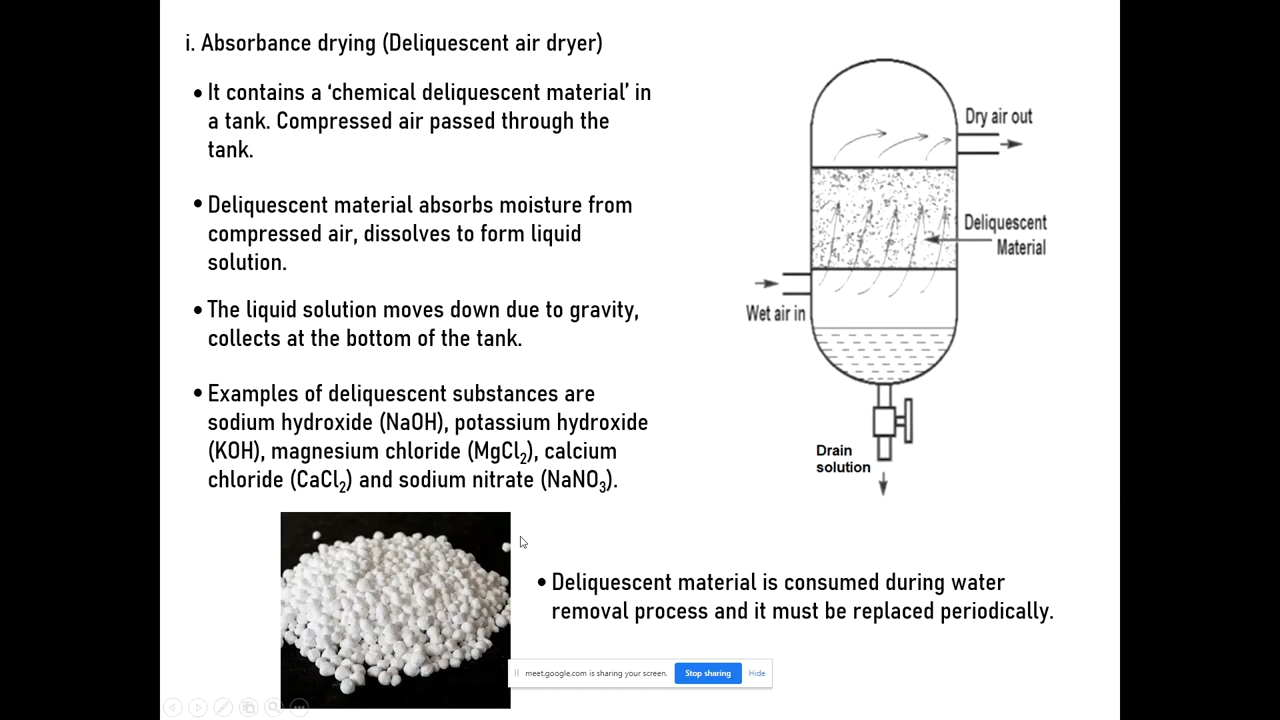 i. Absorbance drying (Deliquescent air dryer)
• It contains a ‘chemical deliquescent material’ in
a tank. Compressed air passed through the
tank.
• Deliquescent material absorbs moisture from
compressed air, dissolves to form liquid
solution.
• The liquid solution moves down due to gravity,
collects at the bottom of the tank.
• Examples of deliquescent substances are
sodium hydroxide (NaOH), potassium hydroxide
(KOH), magnesium chloride (MgCl₂), calcium
chloride (CaCl₂) and sodium nitrate (NaNO₃).
Dry air out
Deliquescent
Material
Wet air in
Drain
solution
• Deliquescent material is consumed during water
removal process and it must be replaced periodically.
meet.google.com is sharing your screen.
Stop sharing
Hide